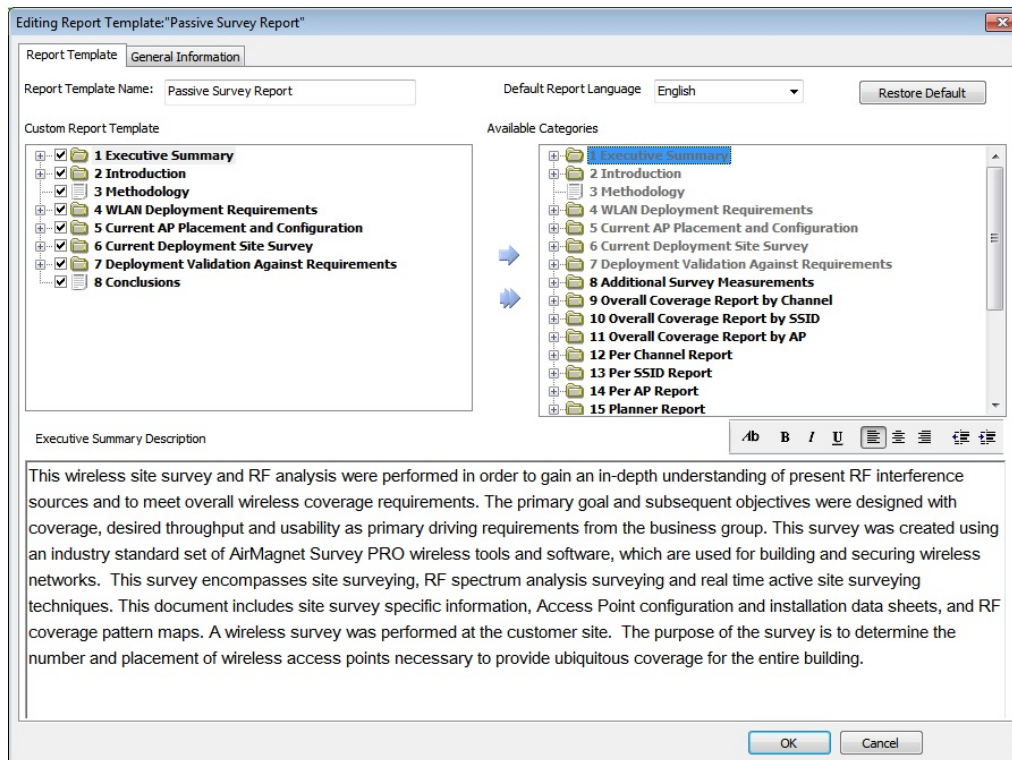 Editing Report Template:"Passive Survey Report"
Report Template
General Information
Report Template Name:
Passive Survey Report
Default Report Language
English
Restore Default
Custom Report Template
1 Executive Summary
2 Introduction
3 Methodology
4 WLAN Deployment Requirements
5 Current AP Placement and Configuration
6 Current Deployment Site Survey
7 Deployment Validation Against Requirements
8 Conclusions
Available Categories
1 Executive Summary
2 Introduction
3 Methodology
4 WLAN Deployment Requirements
5 Current AP Placement and Configuration
6 Current Deployment Site Survey
7 Deployment Validation Against Requirements
8 Additional Survey Measurements
9 Overall Coverage Report by Channel
10 Overall Coverage Report by SSID
11 Overall Coverage Report by AP
12 Per Channel Report
13 Per SSID Report
14 Per AP Report
15 Planner Report
Executive Summary Description
Ab B I U
This wireless site survey and RF analysis were performed in order to gain an in-depth understanding of present RF interference
sources and to meet overall wireless coverage requirements. The primary goal and subsequent objectives were designed with
coverage, desired throughput and usability as primary driving requirements from the business group. This survey was created using
an industry standard set of AirMagnet Survey PRO wireless tools and software, which are used for building and securing wireless
networks.  This survey encompasses site surveying, RF spectrum analysis surveying and real time active site surveying
techniques. This document includes site survey specific information, Access Point configuration and installation data sheets, and RF
coverage pattern maps. A wireless survey was performed at the customer site.  The purpose of the survey is to determine the
number and placement of wireless access points necessary to provide ubiquitous coverage for the entire building.
OK
Cancel